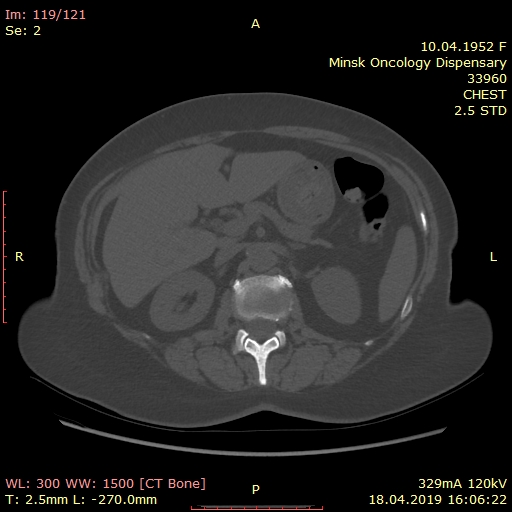 Im: 119/121
Se: 2
A
10.04.1952 F
Minsk Oncology Dispensary
33960
CHEST
2.5 STD
R
L
WL: 300 WW: 1500 [CT Bone]
T: 2.5mm L: -270.0mm
P
329mA 120kV
18.04.2019 16:06:22